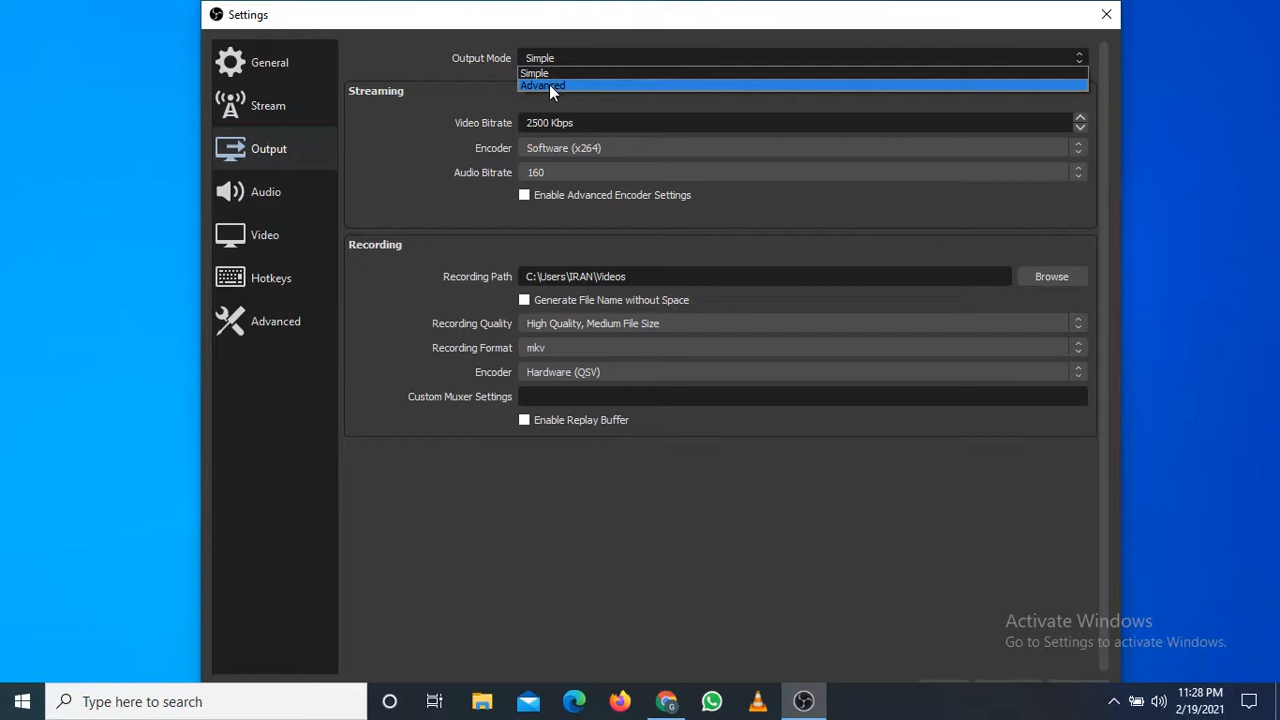 Settings
General
Stream
Output
Audio
Video
Hotkeys
Advanced
Output Mode Simple
Simple
Advanced
Streaming
Video Bitrate 2500 Kbps
Encoder Software (x264)
Audio Bitrate 160
Enable Advanced Encoder Settings
Recording
Recording Path C:\Users\IRAN\Videos Browse
Generate File Name without Space
Recording Quality High Quality, Medium File Size
Recording Format mkv
Encoder Hardware (QSV)
Custom Muxer Settings
Enable Replay Buffer
Activate Windows
Go to Settings to activate Windows.
Type here to search
11:28 PM
2/19/2021